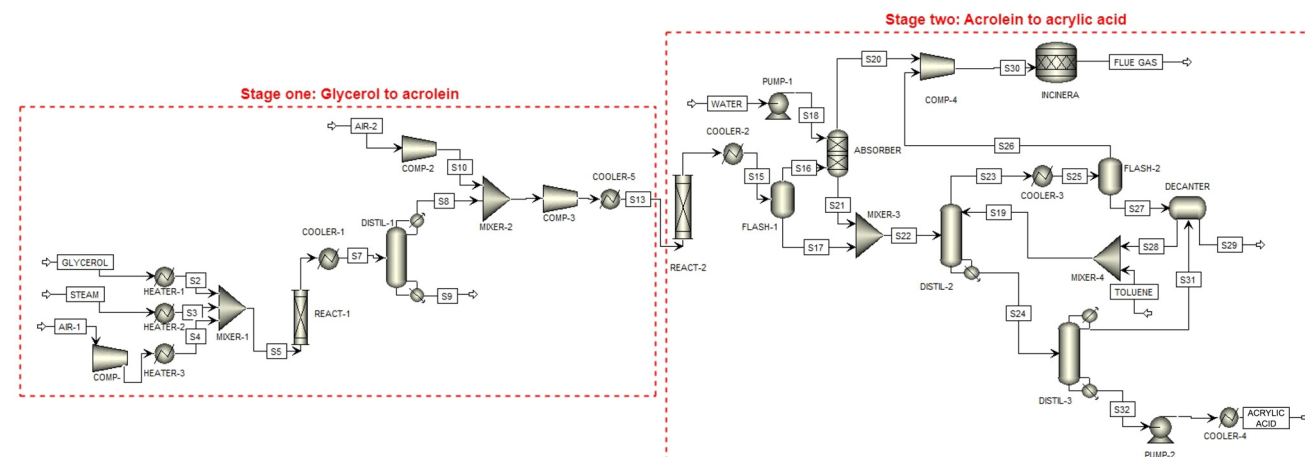 Stage two: Acrolein to acrylic acid
Stage one: Glycerol to acrolein
S20
S30
FLUE GAS
COMP-4
INCINERA
PUMP-1
WATER
S18
COOLER-2
ABSORBER
S26
AIR-2
COMP-2
S10
S15
S16
FLASH-1
S23
S25
COOLER-3
FLASH-2
DECANTER
COOLER-5
S13
S8
MIXER-2
COMP-3
DISTIL-1
COOLER-1
S7
S21
MIXER-3
S17
S22
S19
S27
S28
S29
REACT-2
GLYCEROL
S2
HEATER-1
STEAM
S3
HEATER-2
S4
MIXER-1
AIR-1
COMP-
HEATER-3
S5
REACT-1
S9
DISTIL-2
MIXER-4
TOLUENE
S31
S24
DISTIL-3
S32
PUMP-2
COOLER-4
ACRYLIC
ACID